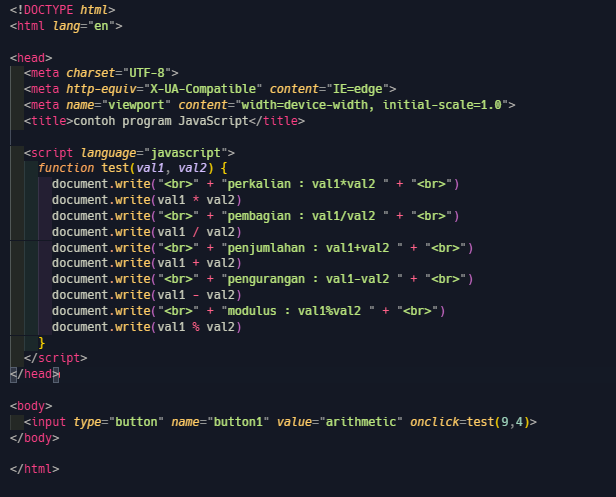 <!DOCTYPE html>
<html lang="en">
<head>
<meta charset="UTF-8">
<meta http-equiv="X-UA-Compatible" content="IE=edge">
<meta name="viewport" content="width=device-width, initial-scale=1.0">
<title>contoh program JavaScript</title>
<script language="javascript">
function test(val1, val2) {
document.write("<br>" + "perkalian : val1*val2 " + "<br>")
document.write(val1 * val2)
document.write("<br>" + "pembagian : val1/val2 " + "<br>")
document.write(val1 / val2)
document.write("<br>" + "penjumlahan : val1+val2 " + "<br>")
document.write(val1 + val2)
document.write("<br>" + "pengurangan : val1-val2 " + "<br>")
document.write(val1 - val2)
document.write("<br>" + "modulus : val1%val2 " + "<br>")
document.write(val1 % val2)
}
</script>
</head>
<body>
<input type="button" name="button1" value="arithmetic" onclick=test(9,4)>
</body>
</html>